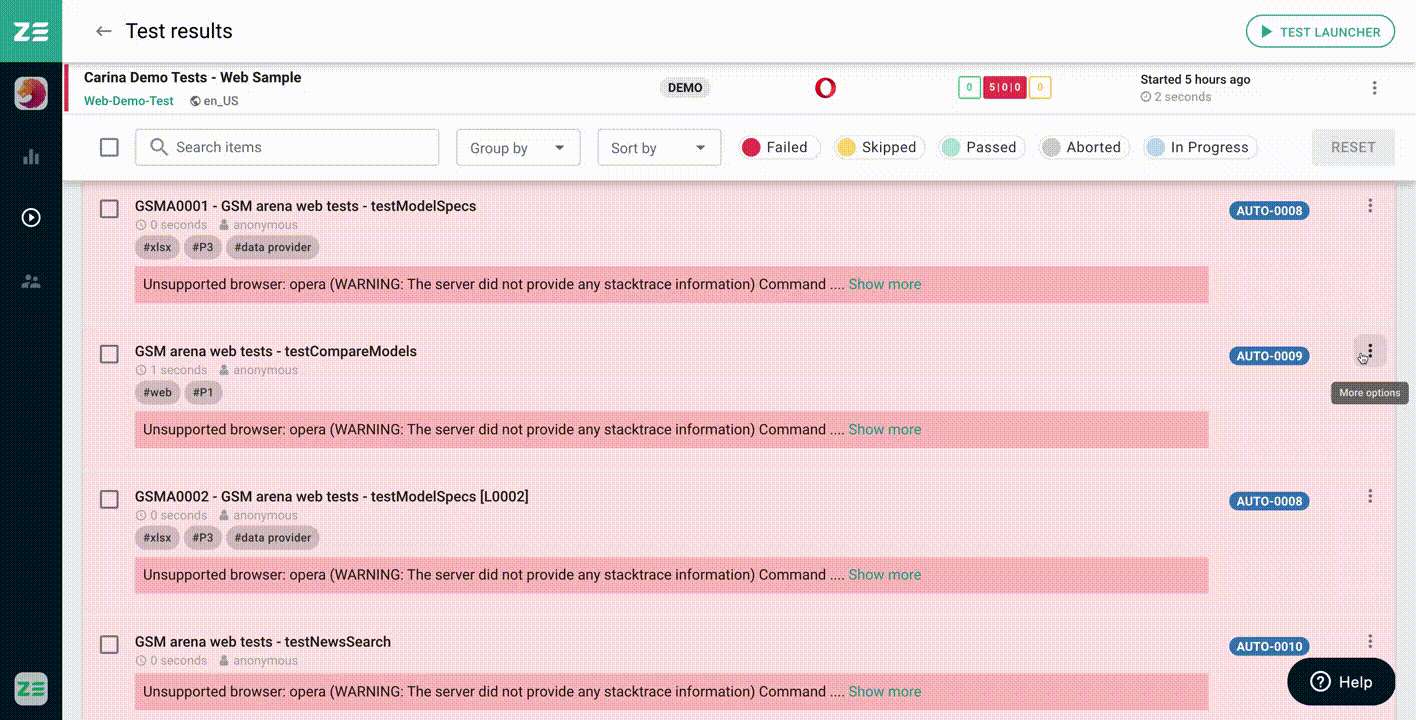 ZE
Test results
TEST LAUNCHER
Carina Demo Tests - Web Sample
Web-Demo-Test en_US
DEMO
0 5|0|0 0
Started 5 hours ago
2 seconds
Search items
Group by
Sort by
Failed
Skipped
Passed
Aborted
In Progress
RESET
GSMA0001 - GSM arena web tests - testModelSpecs
AUTO-0008
0 seconds anonymous
#xlsx #P3 #data provider
Unsupported browser: opera (WARNING: The server did not provide any stacktrace information) Command .... Show more
GSM arena web tests - testCompareModels
AUTO-0009
1 seconds anonymous
#web #P1
More options
Unsupported browser: opera (WARNING: The server did not provide any stacktrace information) Command .... Show more
GSMA0002 - GSM arena web tests - testModelSpecs [L0002]
AUTO-0008
0 seconds anonymous
#xlsx #P3 #data provider
Unsupported browser: opera (WARNING: The server did not provide any stacktrace information) Command .... Show more
GSM arena web tests - testNewsSearch
AUTO-0010
0 seconds anonymous
Unsupported browser: opera (WARNING: The server did not provide any stacktrace information) Command .... Show more
ZE
Help